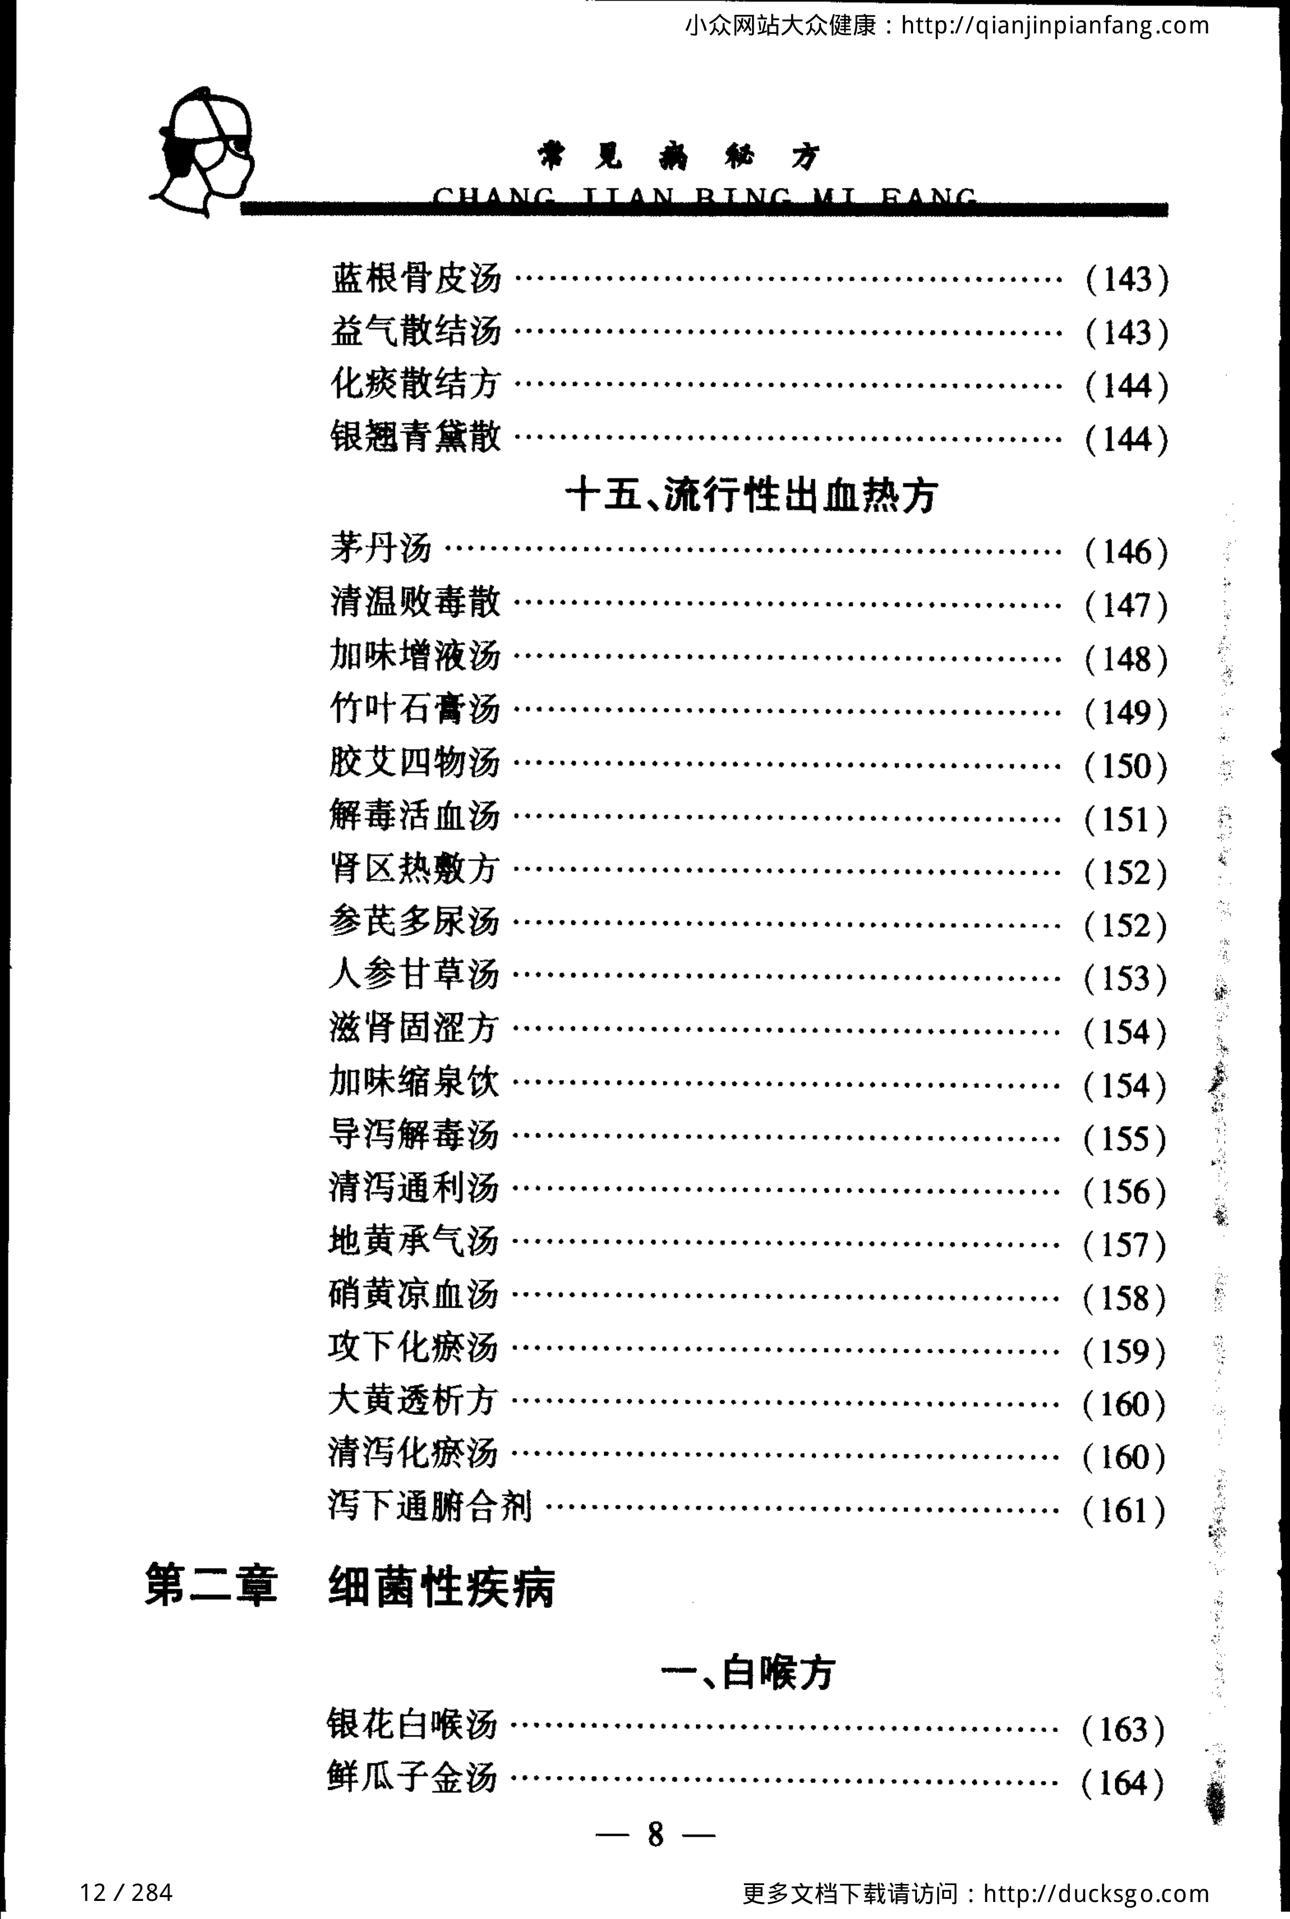 小众网站大众健康：http://qianjinpianfang.com
常见病秘方
CHANG JIAN BING MI FANG
蓝根骨皮汤 …………………………………………… (143)
益气散结汤 …………………………………………… (143)
化痰散结方 …………………………………………… (144)
银翘青黛散 …………………………………………… (144)
十五、流行性出血热方
茅丹汤 ………………………………………………… (146)
清温败毒散 …………………………………………… (147)
加味增液汤 …………………………………………… (148)
竹叶石膏汤 …………………………………………… (149)
胶艾四物汤 …………………………………………… (150)
解毒活血汤 …………………………………………… (151)
肾区热敷方 …………………………………………… (152)
参芪多尿汤 …………………………………………… (152)
人参甘草汤 …………………………………………… (153)
滋肾固涩方 …………………………………………… (154)
加味缩泉饮 …………………………………………… (154)
导泻解毒汤 …………………………………………… (155)
清泻通利汤 …………………………………………… (156)
地黄承气汤 …………………………………………… (157)
硝黄凉血汤 …………………………………………… (158)
攻下化瘀汤 …………………………………………… (159)
大黄透析方 …………………………………………… (160)
清泻化瘀汤 …………………………………………… (160)
泻下通腑合剂 ………………………………………… (161)
第二章 细菌性疾病
一、白喉方
银花白喉汤 …………………………………………… (163)
鲜瓜子金汤 …………………………………………… (164)
— 8 —
12 / 284
更多文档下载请访问：http://ducksgo.com